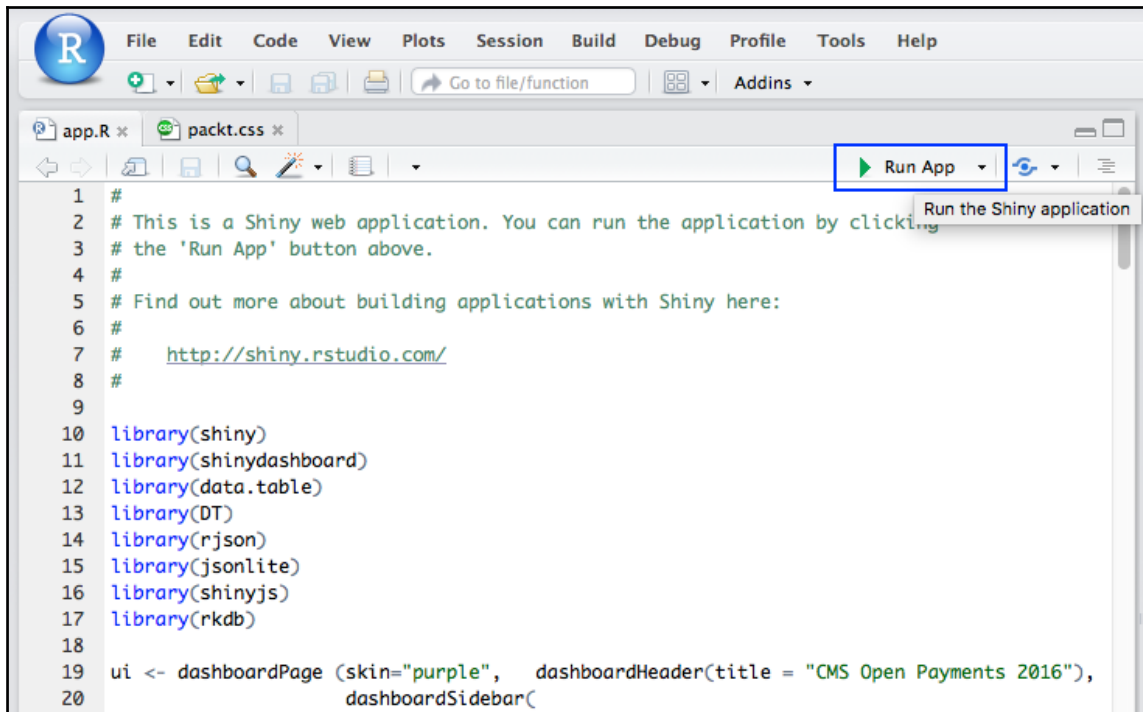 R
File Edit Code View Plots Session Build Debug Profile Tools Help
Go to file/function Addins
app.R packt.css
Run App
Run the Shiny application
1 #
2 # This is a Shiny web application. You can run the application by clicking
3 # the 'Run App' button above.
4 #
5 # Find out more about building applications with Shiny here:
6 #
7 #    http://shiny.rstudio.com/
8 #
9
10 library(shiny)
11 library(shinydashboard)
12 library(data.table)
13 library(DT)
14 library(rjson)
15 library(jsonlite)
16 library(shinyjs)
17 library(rkdb)
18
19 ui <- dashboardPage (skin="purple",   dashboardHeader(title = "CMS Open Payments 2016"),
20                      dashboardSidebar(